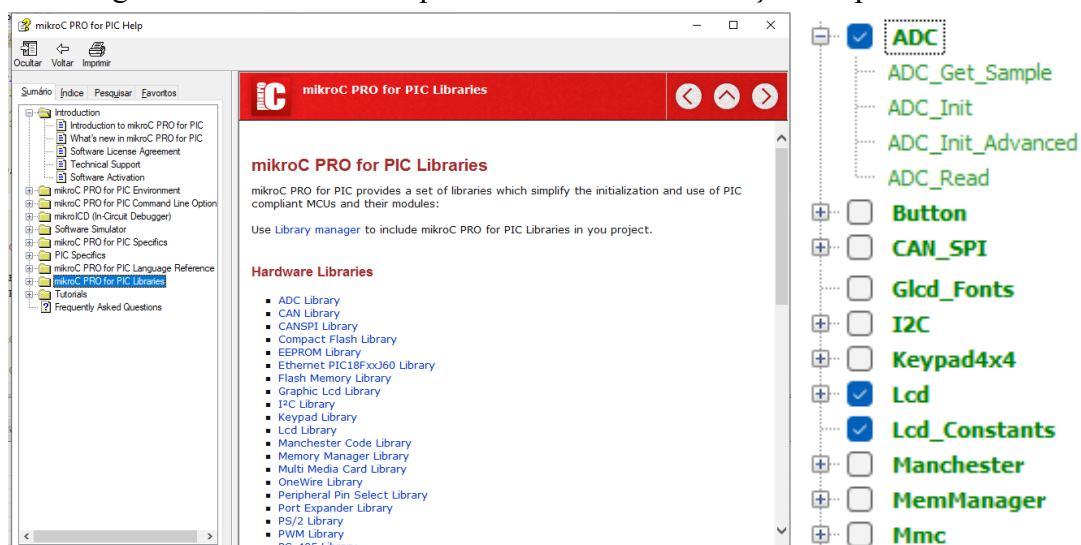 mikroC PRO for PIC Help
Ocultar Voltar Imprimir
Sumário Índice Pesquisar Favoritos
Introduction
Introduction to mikroC PRO for PIC
What's new in mikroC PRO for PIC
Software License Agreement
Technical Support
Software Activation
mikroC PRO for PIC Environment
mikroC PRO for PIC Command Line Option
mikroICD (In-Circuit Debugger)
Software Simulator
mikroC PRO for PIC Specifics
PIC Specifics
mikroC PRO for PIC Language Reference
mikroC PRO for PIC Libraries
Tutorials
Frequently Asked Questions
mikroC PRO for PIC Libraries
mikroC PRO for PIC Libraries
mikroC PRO for PIC provides a set of libraries which simplify the initialization and use of PIC
compliant MCUs and their modules:
Use Library manager to include mikroC PRO for PIC Libraries in you project.
Hardware Libraries
ADC Library
CAN Library
CANSPI Library
Compact Flash Library
EEPROM Library
Ethernet PIC18FxxJ60 Library
Flash Memory Library
Graphic Lcd Library
I²C Library
Keypad Library
Lcd Library
Manchester Code Library
Memory Manager Library
Multi Media Card Library
OneWire Library
Peripheral Pin Select Library
Port Expander Library
PS/2 Library
PWM Library
ADC
ADC_Get_Sample
ADC_Init
ADC_Init_Advanced
ADC_Read
Button
CAN_SPI
Glcd_Fonts
I2C
Keypad4x4
Lcd
Lcd_Constants
Manchester
MemManager
Mmc